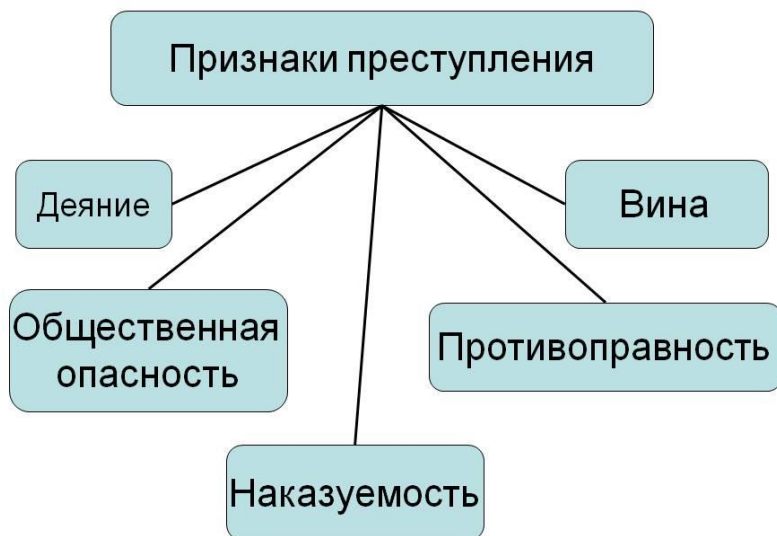 Признаки преступления
Деяние
Вина
Общественная
опасность
Противоправность
Наказуемость